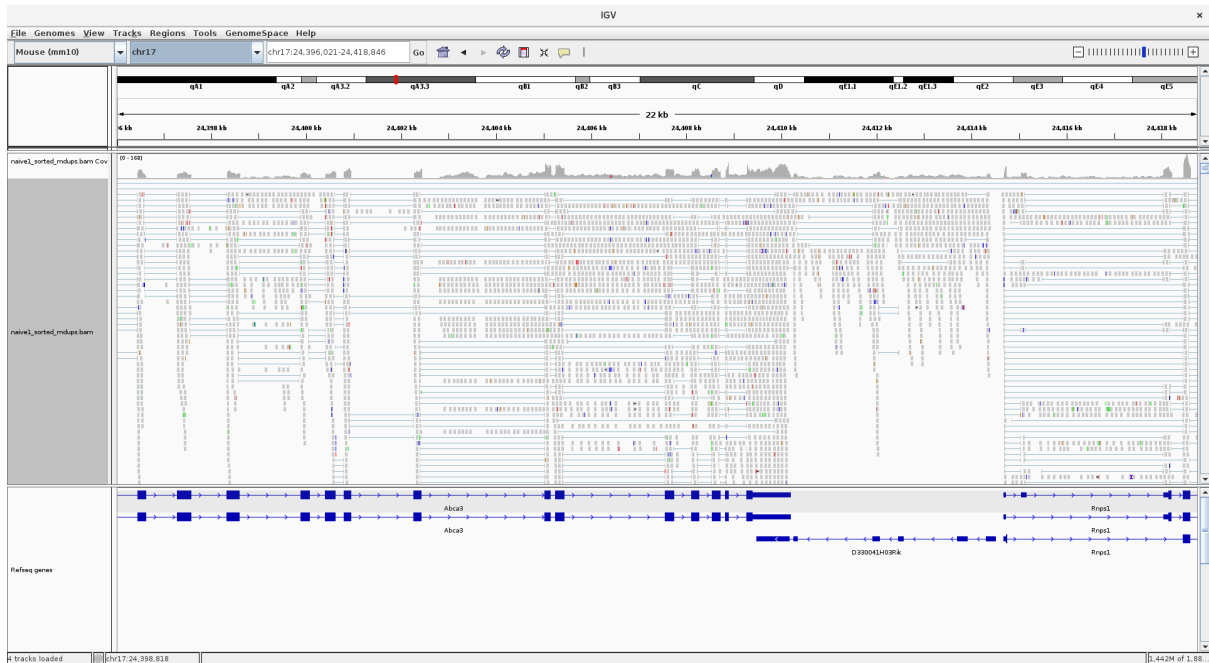 IGV
×
File Genomes View Tracks Regions Tools GenomeSpace Help
Mouse (mm10) chr17 chr17:24,396,021-24,418,846 Go
qA1 qA2 qA3.2 qA3.3 qB1 qB2 qB3 qC qD qE1.1 qE1.2 qE1.3 qE2 qE3 qE4 qE5
22 kb
6 kb 24,398 kb 24,400 kb 24,402 kb 24,404 kb 24,406 kb 24,408 kb 24,410 kb 24,412 kb 24,414 kb 24,416 kb 24,418 kb
naive1_sorted_mdups.bam Cov
[0 - 168]
naive1_sorted_mdups.bam
Abca3 Rnps1
Abca3 Rnps1
D330041H03Rik Rnps1
Refseq genes
4 tracks loaded chr17:24,398,818 1,442M of 1,88...